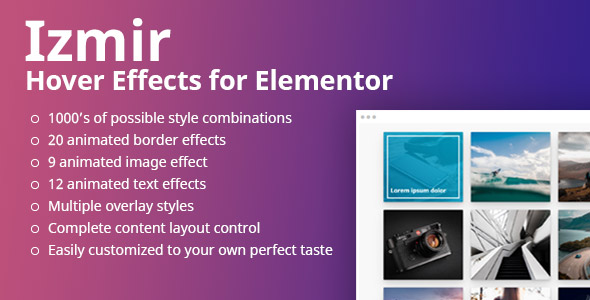 Izmir
Hover Effects for Elementor
1000's of possible style combinations
20 animated border effects
9 animated image effect
12 animated text effects
Multiple overlay styles
Complete content layout control
Easily customized to your own perfect taste
Lorem ipsum dolor